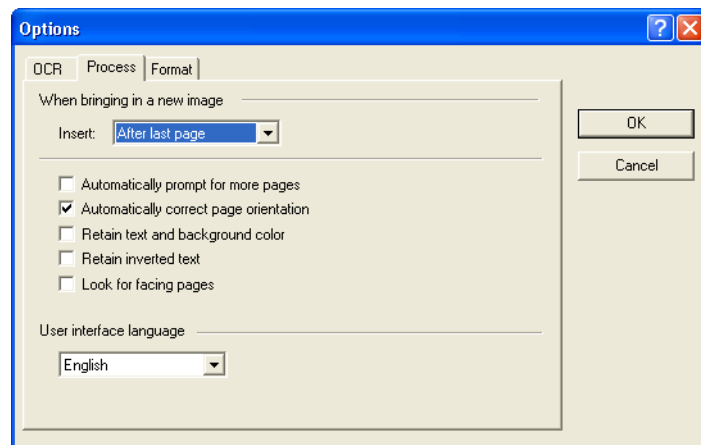 Options
OCR Process Format
When bringing in a new image
Insert: After last page
OK
Cancel
Automatically prompt for more pages
Automatically correct page orientation
Retain text and background color
Retain inverted text
Look for facing pages
User interface language
English